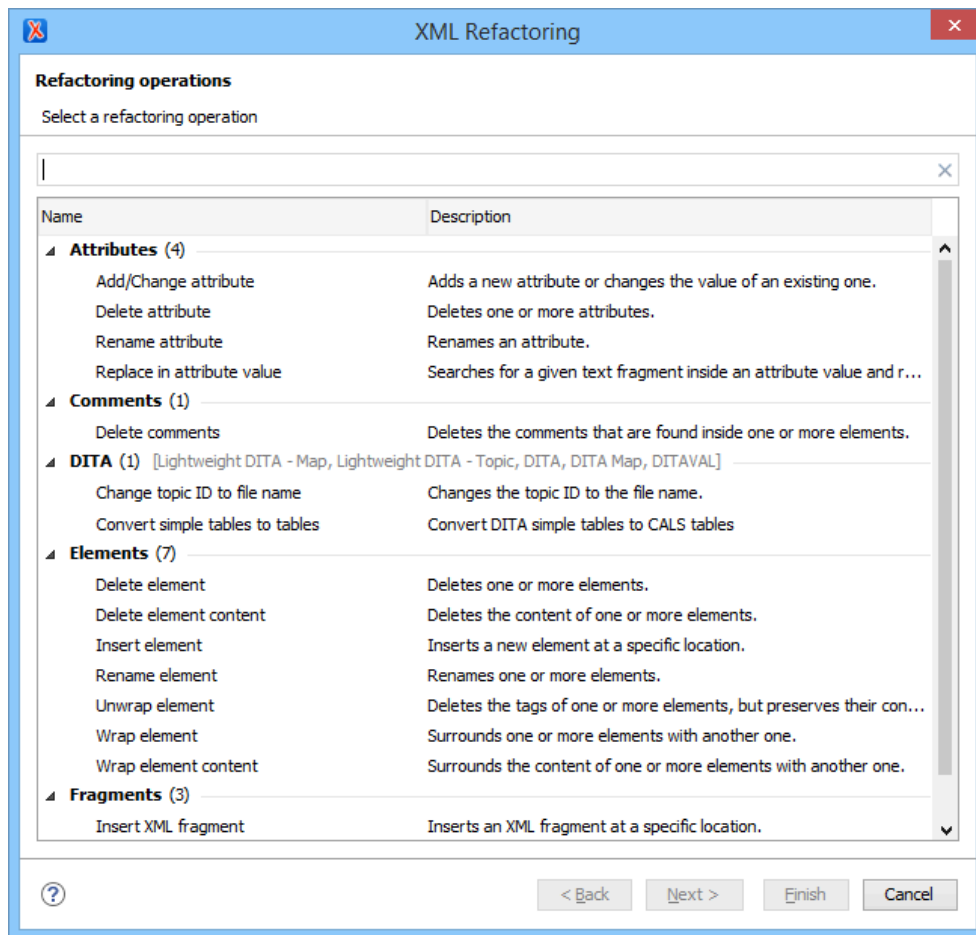 XML Refactoring
Refactoring operations
Select a refactoring operation
Name Description
Attributes (4)
Add/Change attribute Adds a new attribute or changes the value of an existing one.
Delete attribute Deletes one or more attributes.
Rename attribute Renames an attribute.
Replace in attribute value Searches for a given text fragment inside an attribute value and r...
Comments (1)
Delete comments Deletes the comments that are found inside one or more elements.
DITA (1) [Lightweight DITA - Map, Lightweight DITA - Topic, DITA, DITA Map, DITAVAL]
Change topic ID to file name Changes the topic ID to the file name.
Convert simple tables to tables Convert DITA simple tables to CALS tables
Elements (7)
Delete element Deletes one or more elements.
Delete element content Deletes the content of one or more elements.
Insert element Inserts a new element at a specific location.
Rename element Renames one or more elements.
Unwrap element Deletes the tags of one or more elements, but preserves their con...
Wrap element Surrounds one or more elements with another one.
Wrap element content Surrounds the content of one or more elements with another one.
Fragments (3)
Insert XML fragment Inserts an XML fragment at a specific location.
? < Back Next > Finish Cancel